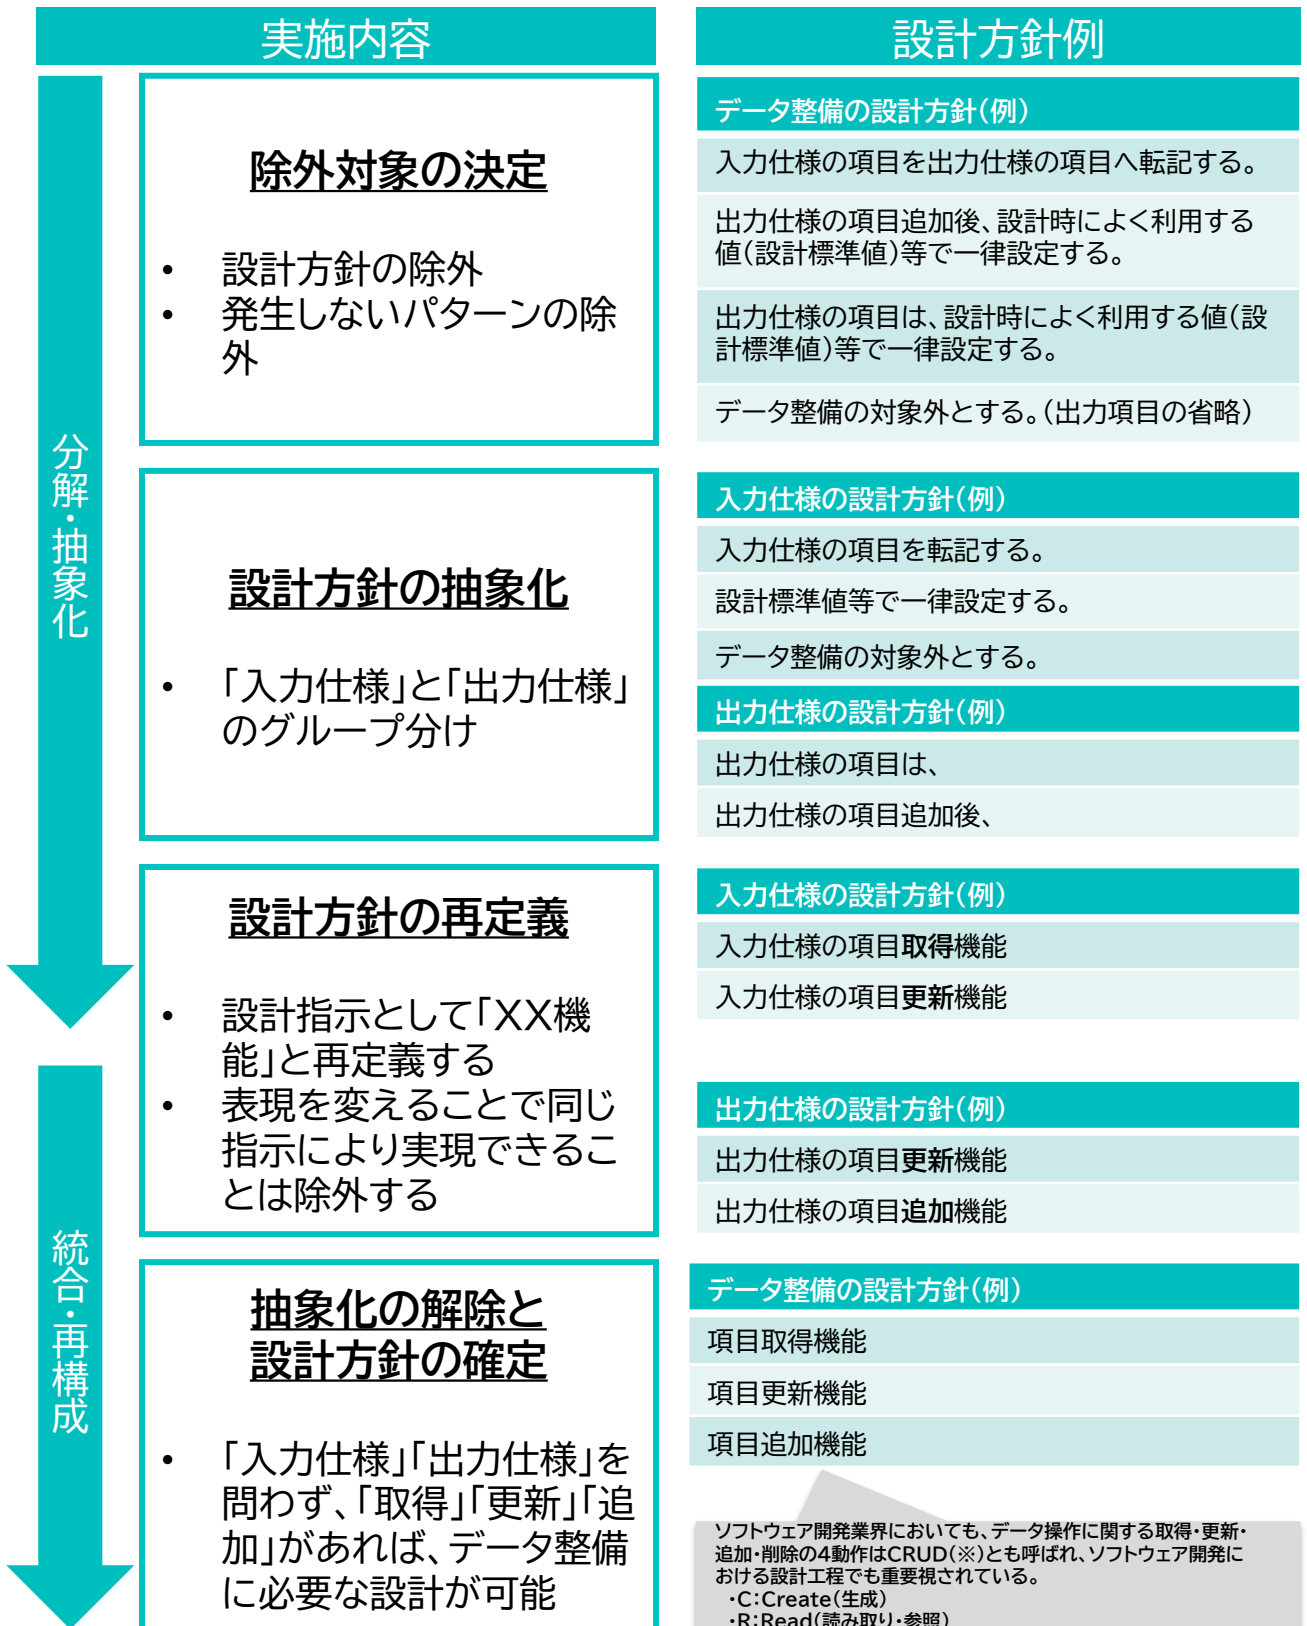 実施内容
設計方針例
分解・抽象化
除外対象の決定
• 設計方針の除外
• 発生しないパターンの除
外
データ整備の設計方針(例)
入力仕様の項目を出力仕様の項目へ転記する。
出力仕様の項目追加後、設計時によく利用する
値(設計標準値)等で一律設定する。
出力仕様の項目は、設計時によく利用する値(設
計標準値)等で一律設定する。
データ整備の対象外とする。(出力項目の省略)
設計方針の抽象化
• 「入力仕様」と「出力仕様」
のグループ分け
入力仕様の設計方針(例)
入力仕様の項目を転記する。
設計標準値等で一律設定する。
データ整備の対象外とする。
出力仕様の設計方針(例)
出力仕様の項目は、
出力仕様の項目追加後、
設計方針の再定義
• 設計指示として「XX機
能」と再定義する
• 表現を変えることで同じ
指示により実現できるこ
とは除外する
入力仕様の設計方針(例)
入力仕様の項目取得機能
入力仕様の項目更新機能
出力仕様の設計方針(例)
出力仕様の項目更新機能
出力仕様の項目追加機能
統合・再構成
抽象化の解除と
設計方針の確定
• 「入力仕様」「出力仕様」を
問わず、「取得」「更新」「追
加」があれば、データ整備
に必要な設計が可能
データ整備の設計方針(例)
項目取得機能
項目更新機能
項目追加機能
ソフトウェア開発業界においても、データ操作に関する取得・更新・
追加・削除の4動作はCRUD(※)とも呼ばれ、ソフトウェア開発に
おける設計工程でも重要視されている。
・C:Create(生成)
・R:Read(読み取り・参照)